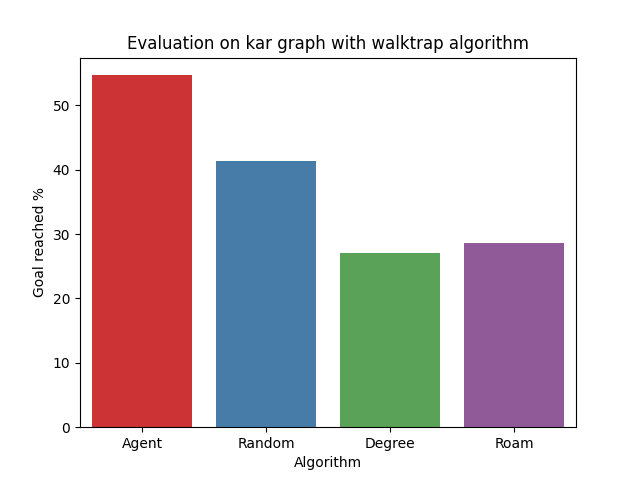 Evaluation on kar graph with walktrap algorithm
Goal reached %
50
40
30
20
10
0
Agent
Random
Degree
Roam
Algorithm